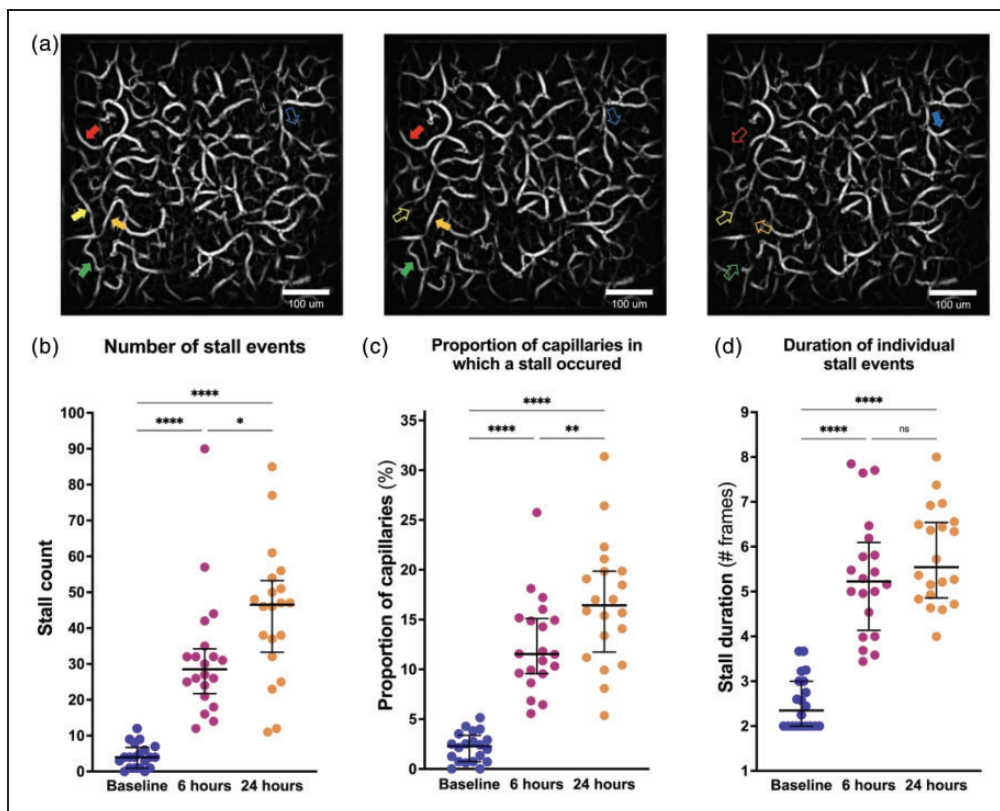 (a)
100 um
100 um
100 um
(b)
Number of stall events
****
****
*
Stall count
100
90
80
70
60
50
40
30
20
10
0
Baseline
6 hours
24 hours
(c)
Proportion of capillaries in
which a stall occured
****
****
**
Proportion of capillaries (%)
35
30
25
20
15
10
5
0
Baseline
6 hours
24 hours
(d)
Duration of individual
stall events
****
****
ns
Stall duration (# frames)
9
8
7
6
5
4
3
2
1
Baseline
6 hours
24 hours